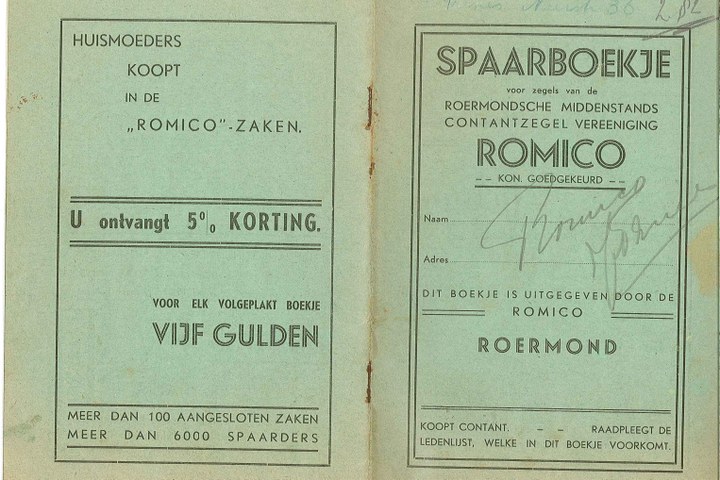 HUISMOEDERS
KOOPT
IN DE
„ROMICO"-ZAKEN.
U ontvangt 5% KORTING.
VOOR ELK VOLGEPLAKT BOEKJE
VIJF GULDEN
MEER DAN 100 AANGESLOTEN ZAKEN
MEER DAN 6000 SPAARDERS
SPAARBOEKJE
voor zegels van de
ROERMONDSCHE MIDDENSTANDS
CONTANTZEGEL VEREENIGING
ROMICO
-- KON. GOEDGEKEURD --
Naam
Romico
Adres
DIT BOEKJE IS UITGEGEVEN DOOR DE
ROMICO
ROERMOND
KOOPT CONTANT. -- RAADPLEEGT DE
LEDENLIJST, WELKE IN DIT BOEKJE VOORKOMT.